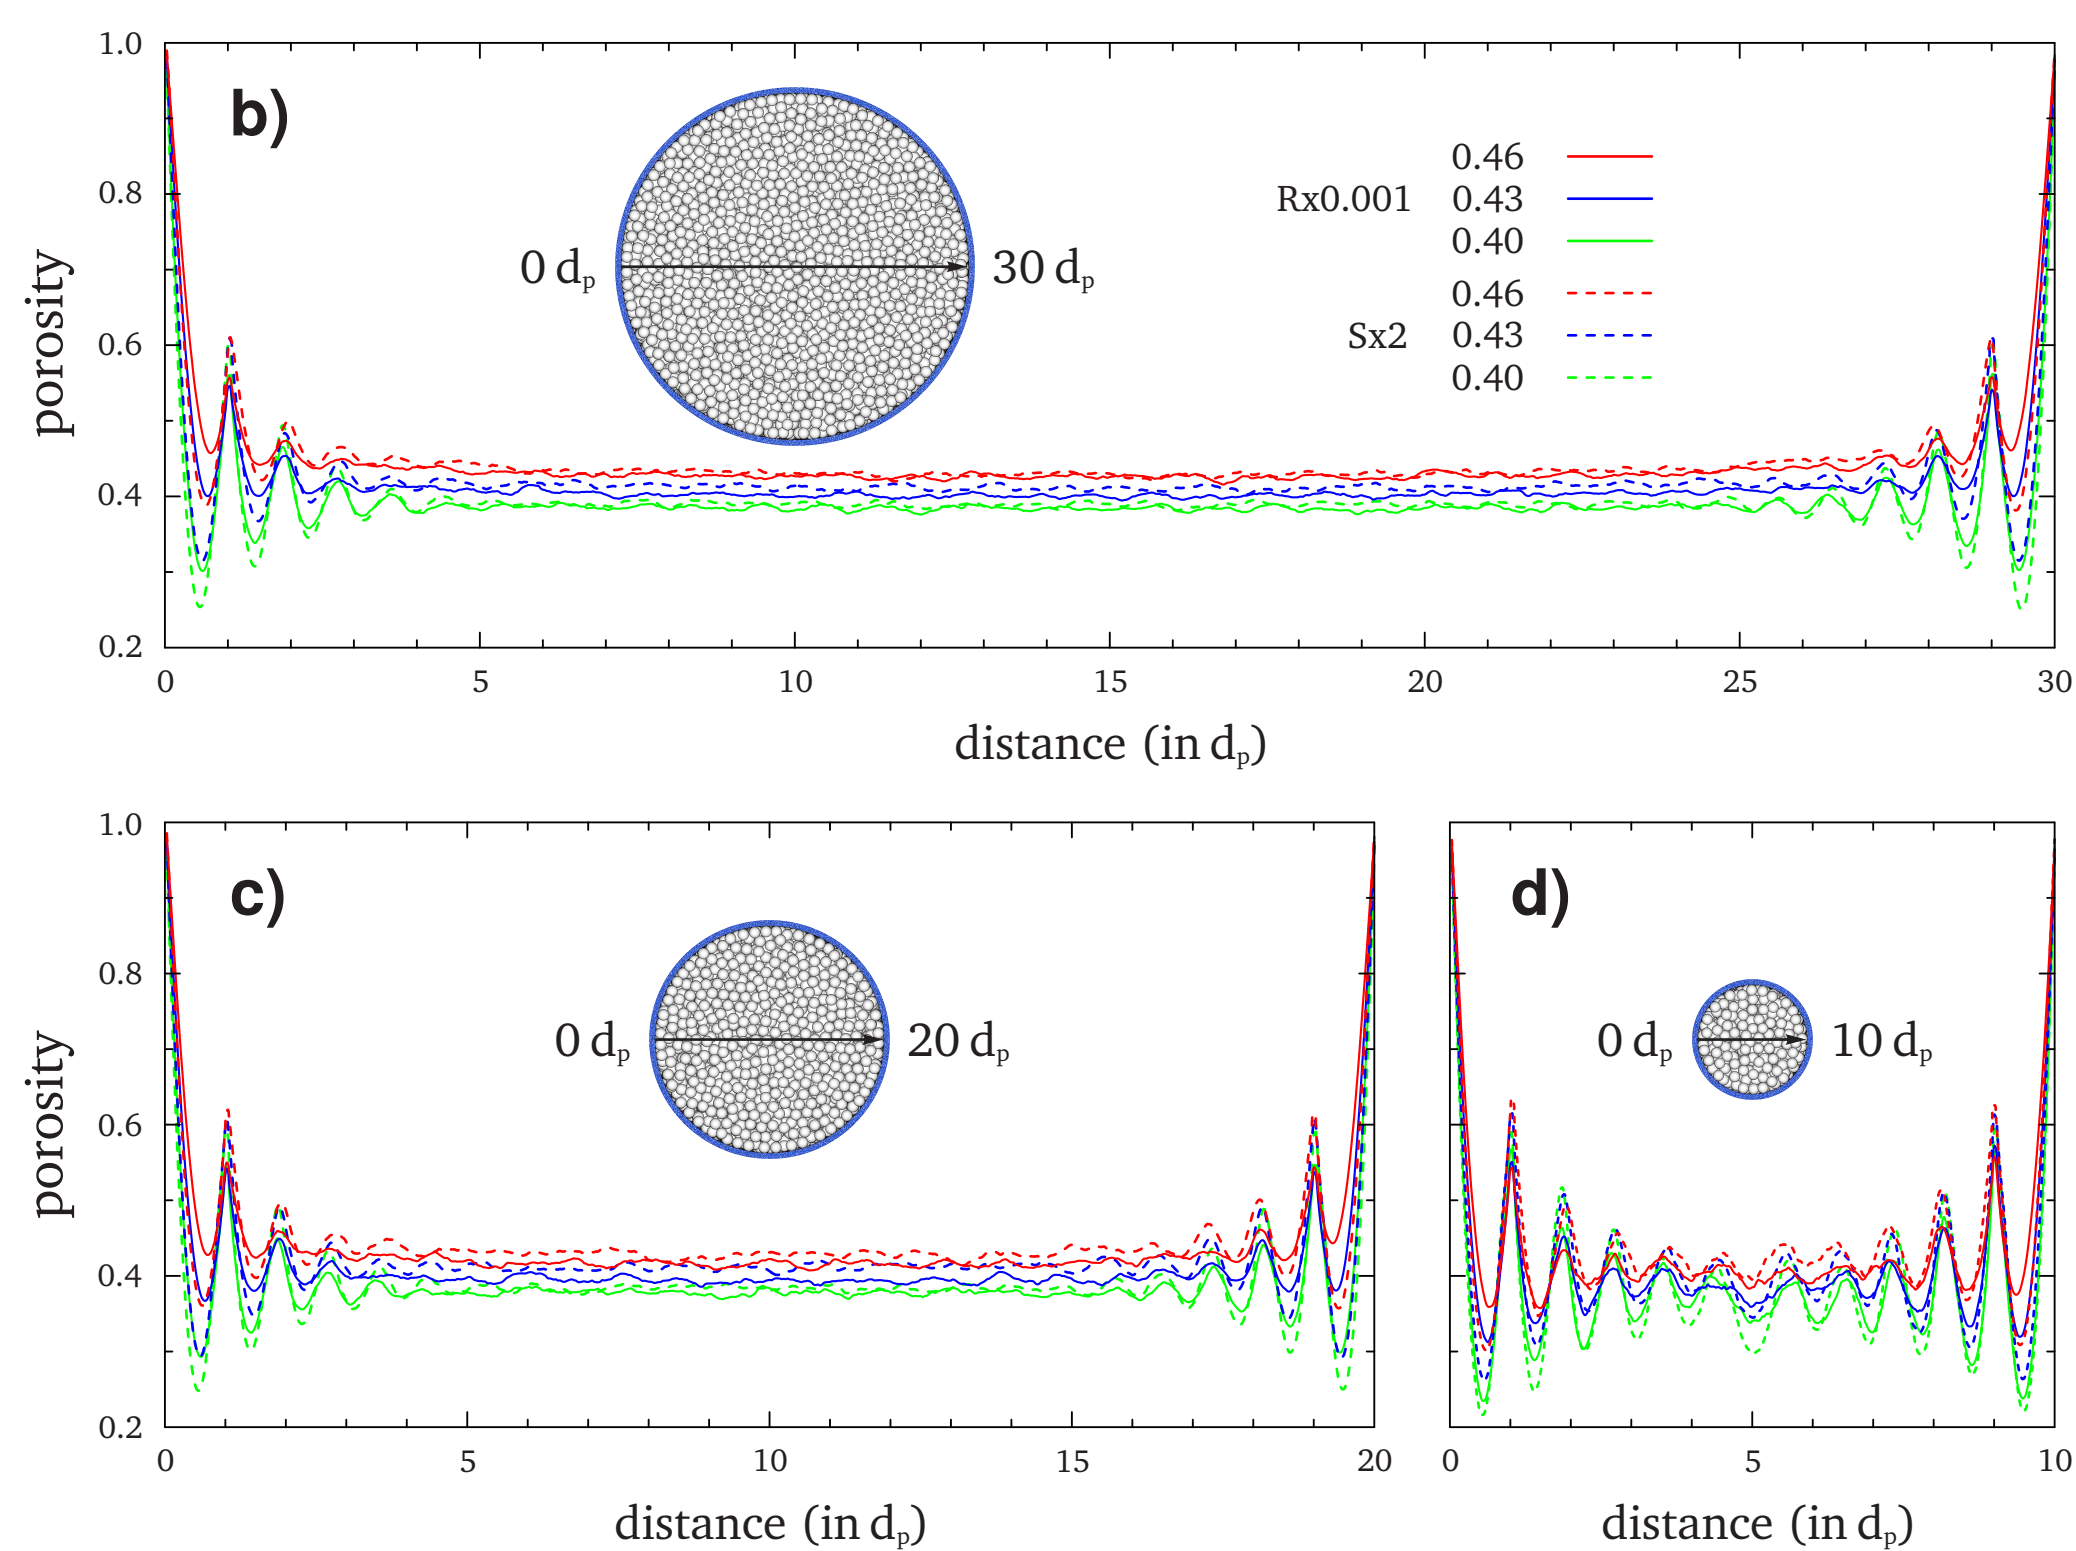 1.0
0.8
0.6
0.4
0.2
porosity
b)
0 dp
30 dp
0.46
Rx0.001 0.43
0.40
0.46
Sx2 0.43
0.40
0 5 10 15 20 25 30
distance (in dp)
1.0
0.8
0.6
0.4
0.2
porosity
c)
0 dp
20 dp
0 5 10 15 20
distance (in dp)
d)
0 dp
10 dp
0 5 10
distance (in dp)